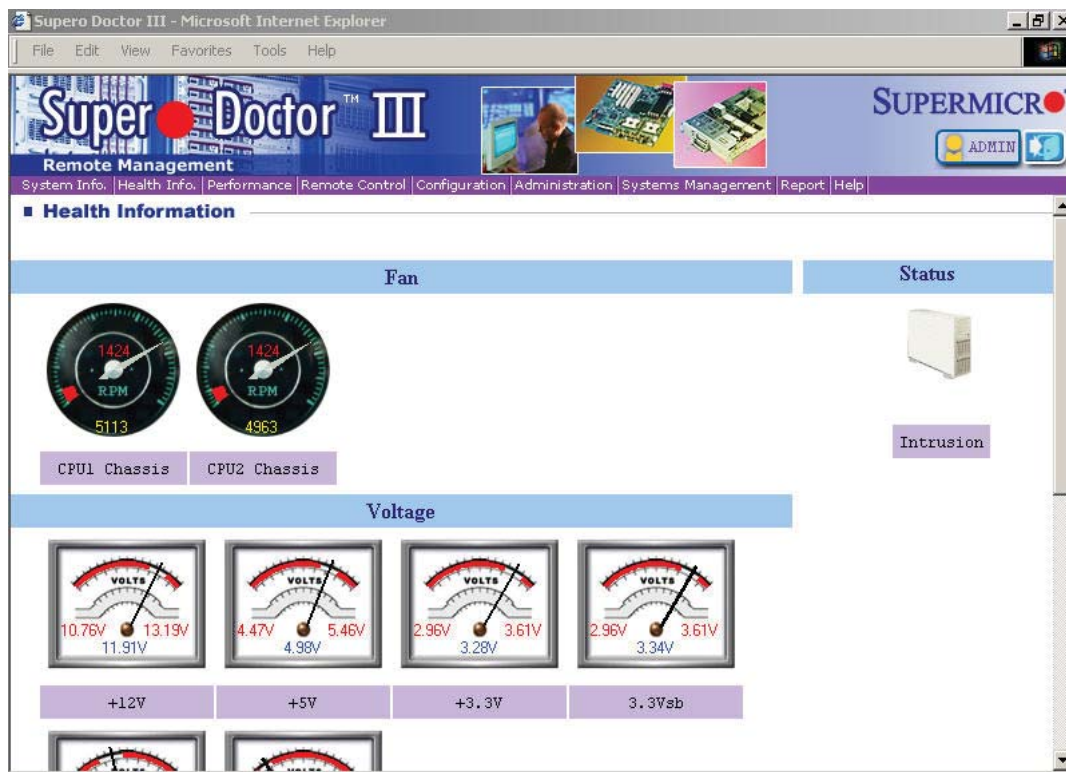 Supero Doctor III - Microsoft Internet Explorer
File Edit View Favorites Tools Help
Super Doctor™ III
SUPERMICR
Remote Management
ADMIN
System Info. Health Info. Performance Remote Control Configuration Administration Systems Management Report Help
Health Information
Fan
Status
1424
RPM
5113
1424
RPM
4963
CPU1 Chassis
CPU2 Chassis
Intrusion
Voltage
VOLTS
10.76V 13.19V
11.91V
VOLTS
4.47V 5.46V
4.98V
VOLTS
2.96V 3.61V
3.28V
VOLTS
2.96V 3.61V
3.34V
+12V
+5V
+3.3V
3.3Vsb